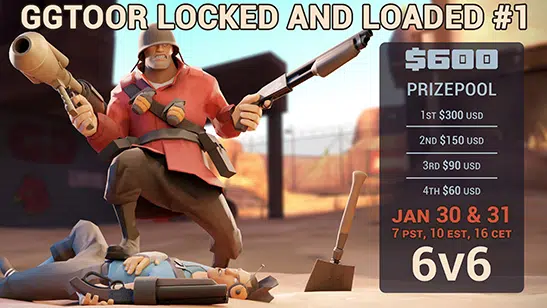 GGTOOR LOCKED AND LOADED #1
$600
PRIZEPOOL
1ST $300 USD
2ND $150 USD
3RD $90 USD
4TH $60 USD
JAN 30 & 31
7 PST, 10 EST, 16 CET
6v6